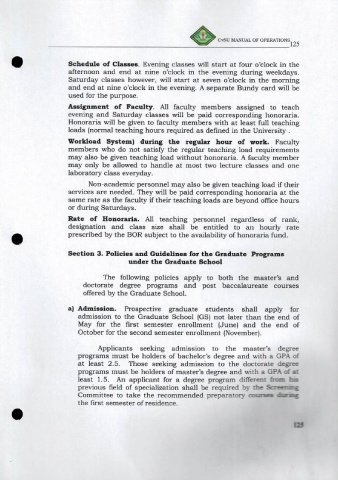 CvSU MANUAL OF OPERATIONS 125
Schedule of Classes. Evening classes will start at four o'clock in the
afternoon and end at nine o'clock in the evening during weekdays.
Saturday classes however, will start at seven o'clock in the morning
and end at nine o'clock in the evening. A separate Bundy card will be
used for the purpose.
Assignment of Faculty. All faculty members assigned to teach
evening and Saturday classes will be paid corresponding honoraria.
Honoraria will be given to faculty members with at least full teaching
loads (normal teaching hours required as defined in the University .
Workload System) during the regular hour of work. Faculty
members who do not satisfy the regular teaching load requirements
may also be given teaching load without honoraria. A faculty member
may only be allowed to handle at most two lecture classes and one
laboratory class everyday.
Non-academic personnel may also be given teaching load if their
services are needed. They will be paid corresponding honoraria at the
same rate as the faculty if their teaching loads are beyond office hours
or during Saturdays.
Rate of Honoraria. All teaching personnel regardless of rank,
designation and class size shall be entitled to an hourly rate
prescribed by the BOR subject to the availability of honoraria fund.
Section 3. Policies and Guidelines for the Graduate Programs
under the Graduate School
The following policies apply to both the master's and
doctorate degree programs and post baccalaureate courses
offered by the Graduate School.
a) Admission. Prospective graduate students shall apply for
admission to the Graduate School (GS) not later than the end of
May for the first semester enrollment (June) and the end of
October for the second semester enrollment (November).
Applicants seeking admission to the master's degree
programs must be holders of bachelor's degree and with a GPA of
at least 2.5. Those seeking admission to the doctorate degree
programs must be holders of master's degree and with a GPA of at
least 1.5. An applicant for a degree program different from his
previous field of specialization shall be required by the Screening
Committee to take the recommended preparatory courses during
the first semester of residence.
125